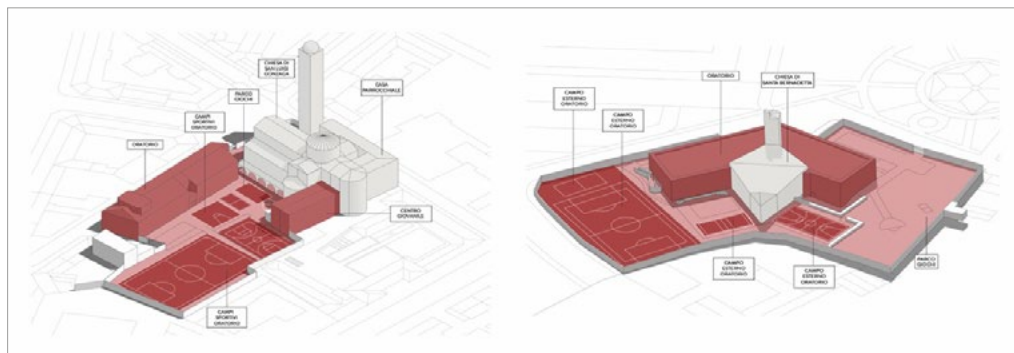 CHIESA DI
SAN LUIGI
GONZAGA
CASA
PARROCCHIALE
PARCO
GIOCHI
CAMPI
SPORTIVI
ORATORIO
ORATORIO
CENTRO
GIOVANILE
CAMPI
SPORTIVI
ORATORIO
ORATORIO
CHIESA DI
SANTA BERNADETTA
CAMPO
ESTERNO
ORATORIO
CAMPO
ESTERNO
ORATORIO
CAMPO
ESTERNO
ORATORIO
CAMPO
ESTERNO
ORATORIO
PARCO
GIOCHI